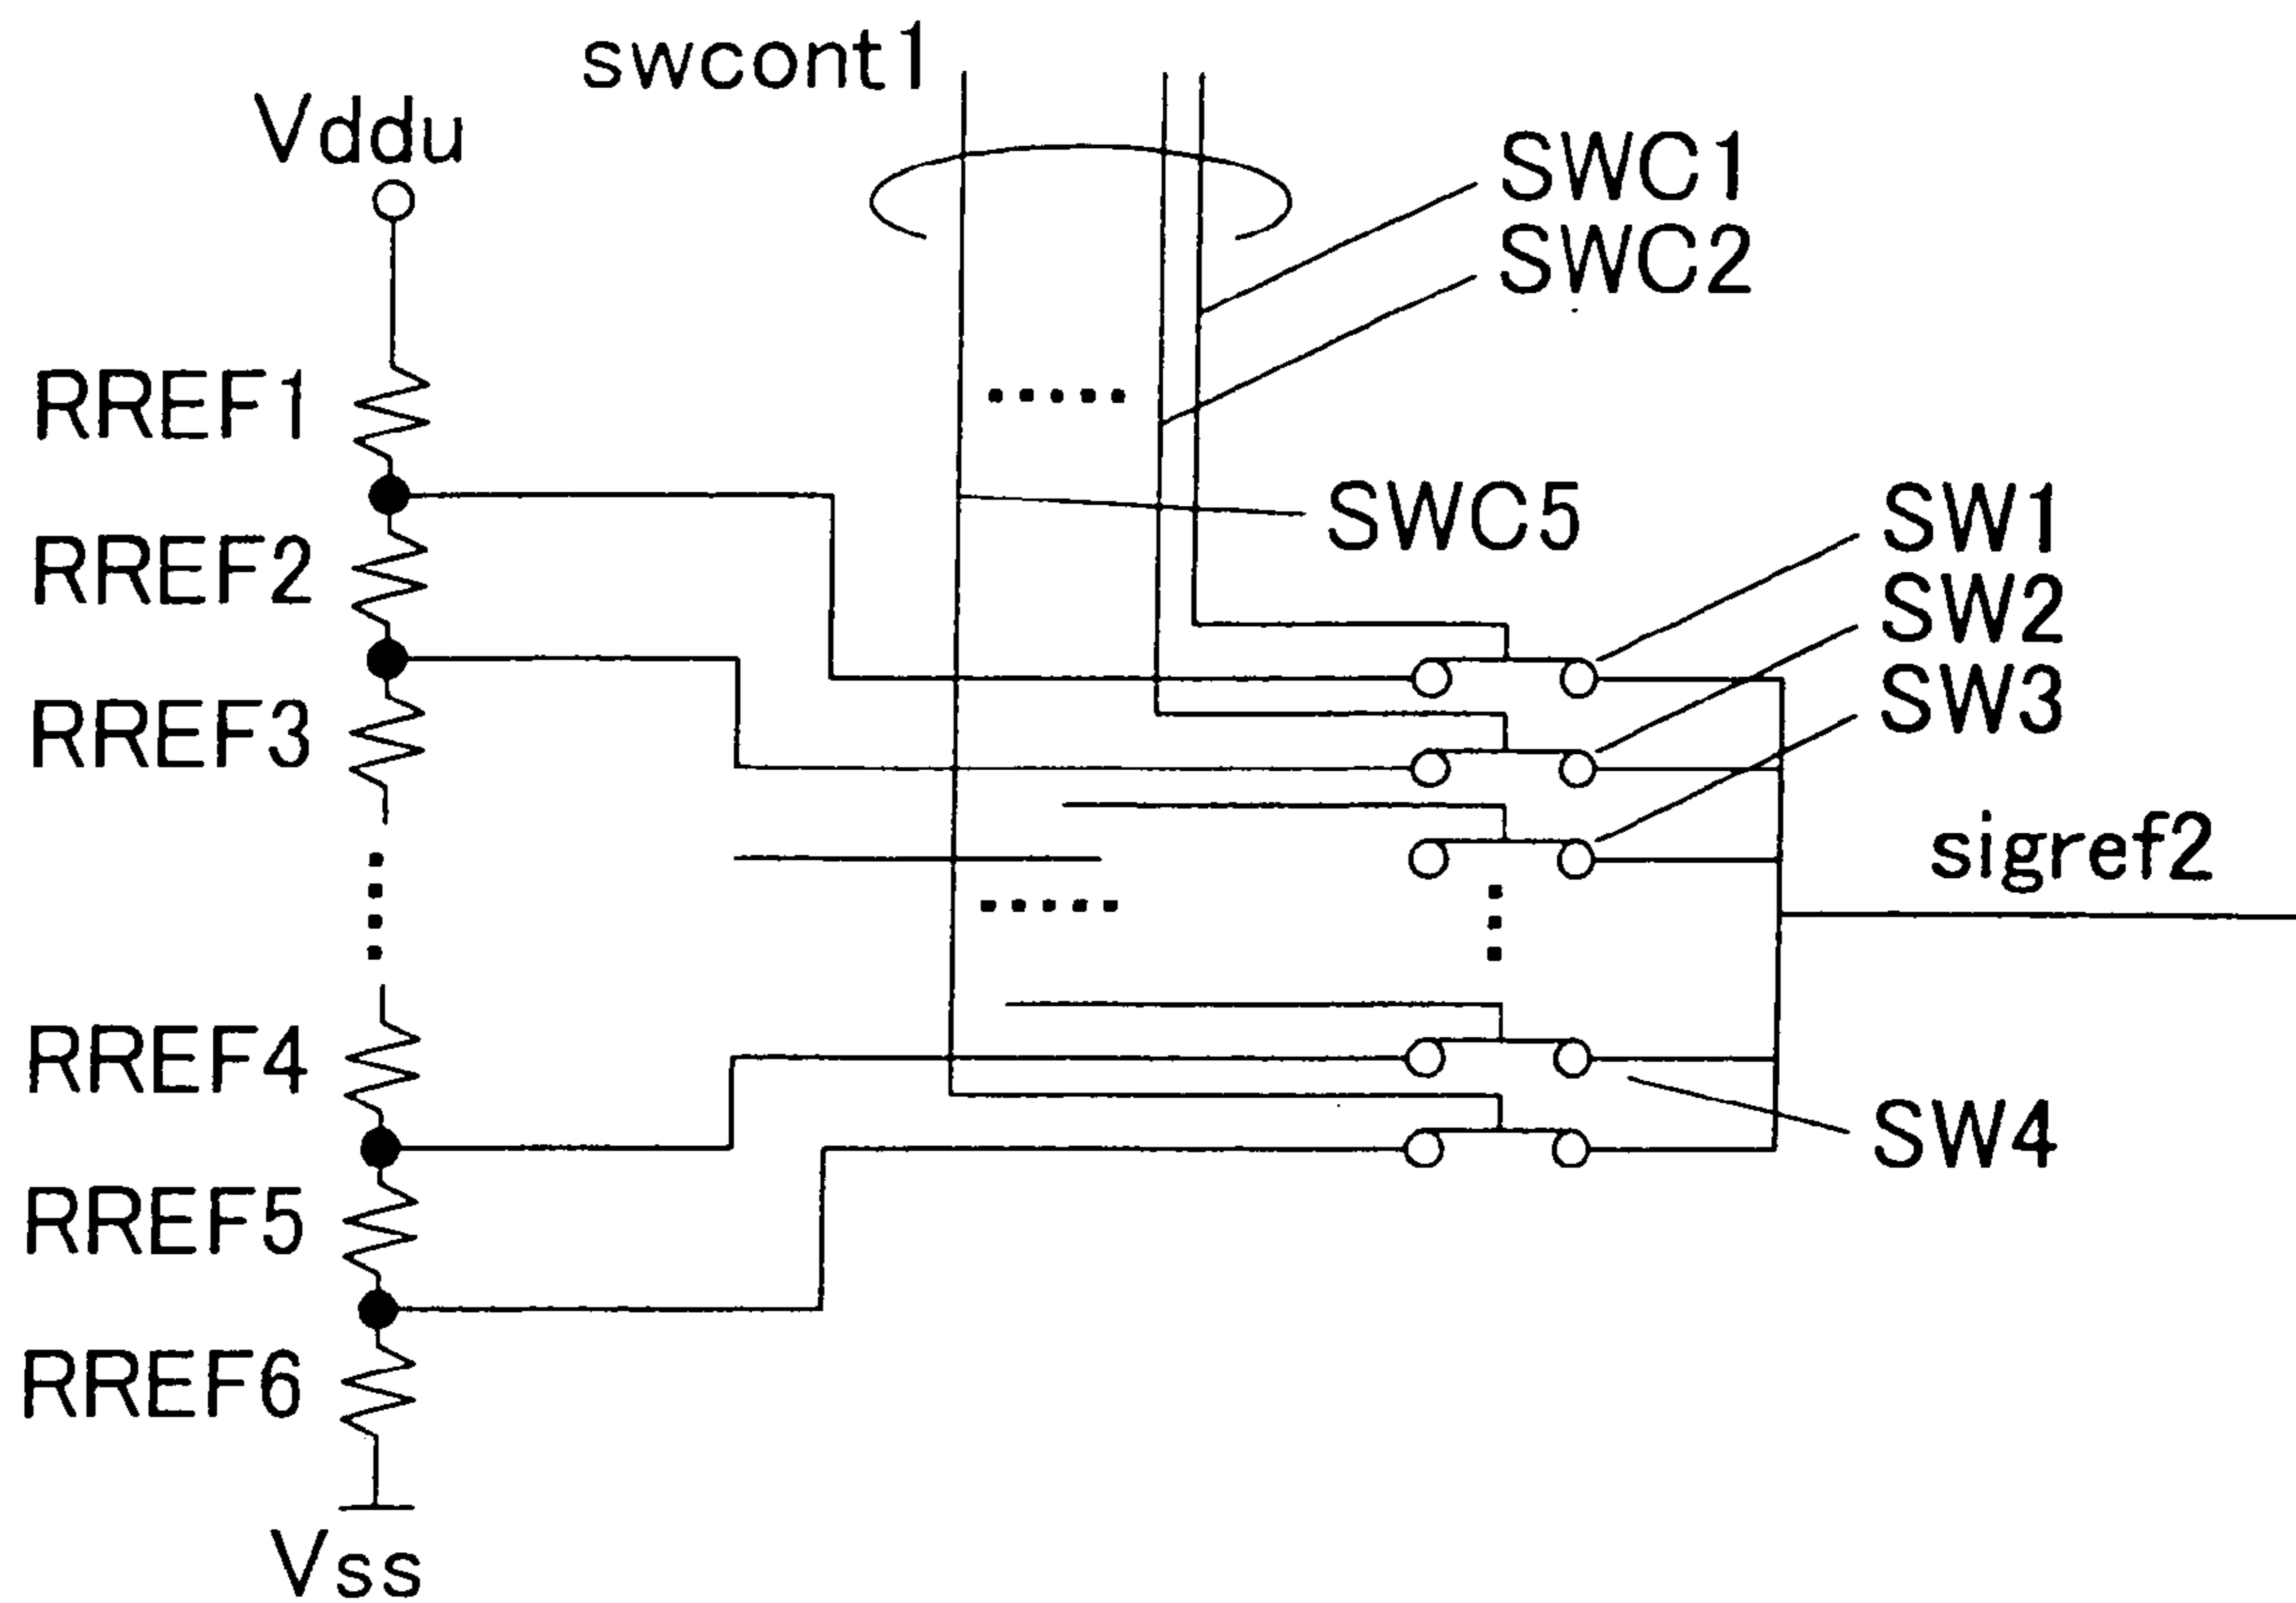 swcont1
Vddu
SWC1
SWC2
RREF1
SWC5
SW1
RREF2
SW2
SW3
RREF3
sigref2
RREF4
SW4
RREF5
RREF6
Vss